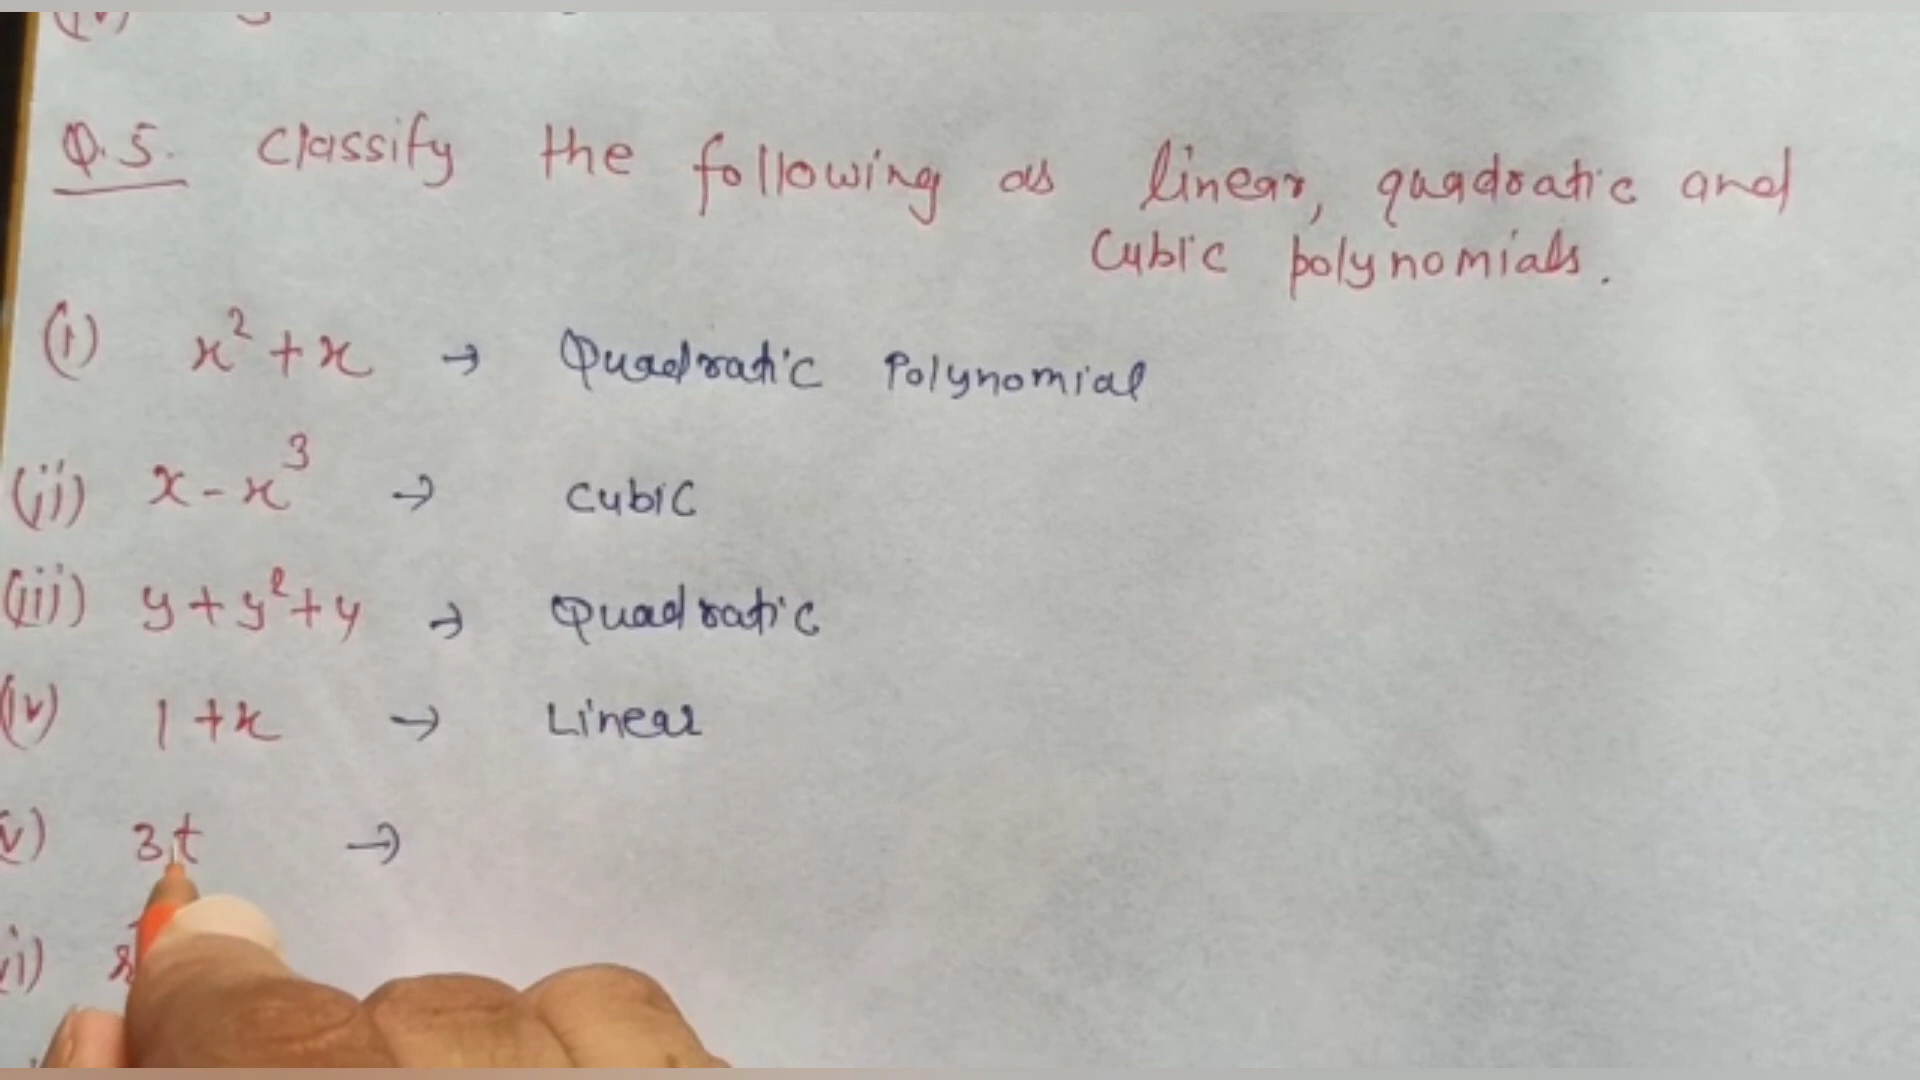 Q.5. Classify the following as linear, quadratic and
Cubic polynomials.
(i) x² + x → Quadratic Polynomial
(ii) x - x³ → cubic
(iii) y + y² + 4 → Quadratic
(iv) 1 + x → Linear
(v) 3t →